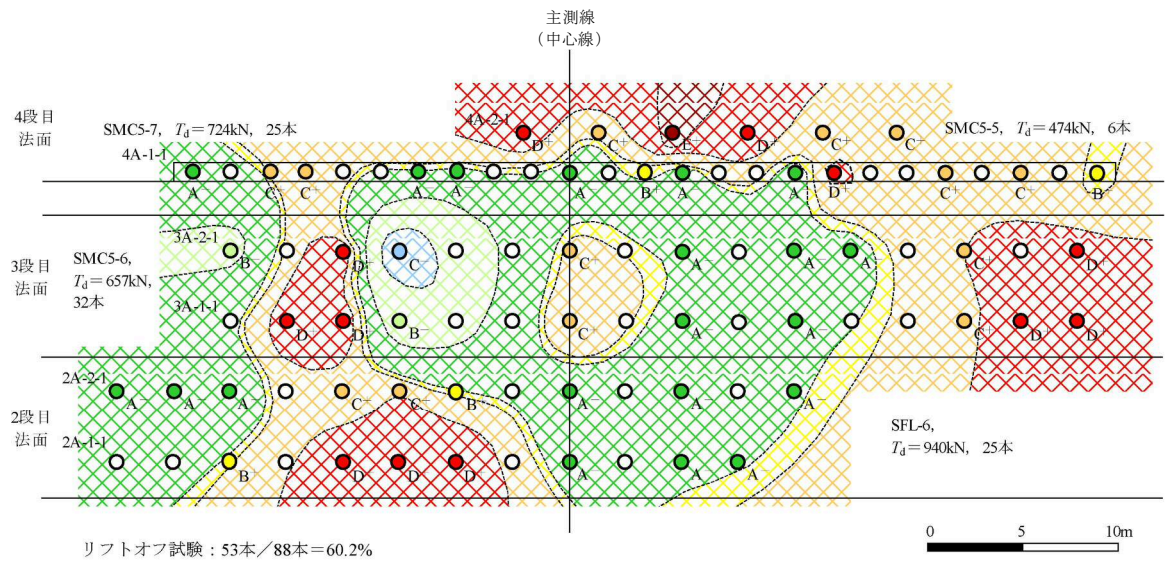 主測線
（中心線）
4段目
法面
SMC5-7, Td＝724kN, 25本
4A-2-1
SMC5-5, Td＝474kN, 6本
D⁺ C⁺ E⁺ D⁺ C⁺ C⁺
4A-1-1
A⁻ C⁺ C⁺ A⁻ A⁻ A⁻ B⁺ A⁻ A⁻ D⁺ C⁺ C⁺ B⁺
3段目
法面
3A-2-1
SMC5-6,
Td＝657kN,
32本
B⁻ D⁺ C⁻ C⁺ A⁻ A⁻ A⁻ C⁺ D⁺
3A-1-1
D⁺ D⁺ B⁻ C⁺ A⁻ A⁻ C⁺ D⁺ D⁺
2段目
法面
2A-2-1
A⁻ A⁻ A⁻ C⁺ C⁺ B⁺ A⁻ A⁻ A⁻
2A-1-1
B⁺ D⁺ D⁺ D⁺ A⁻ A⁻ A⁻
SFL-6,
Td＝940kN, 25本
リフトオフ試験：53本／88本＝60.2%
0 5 10m